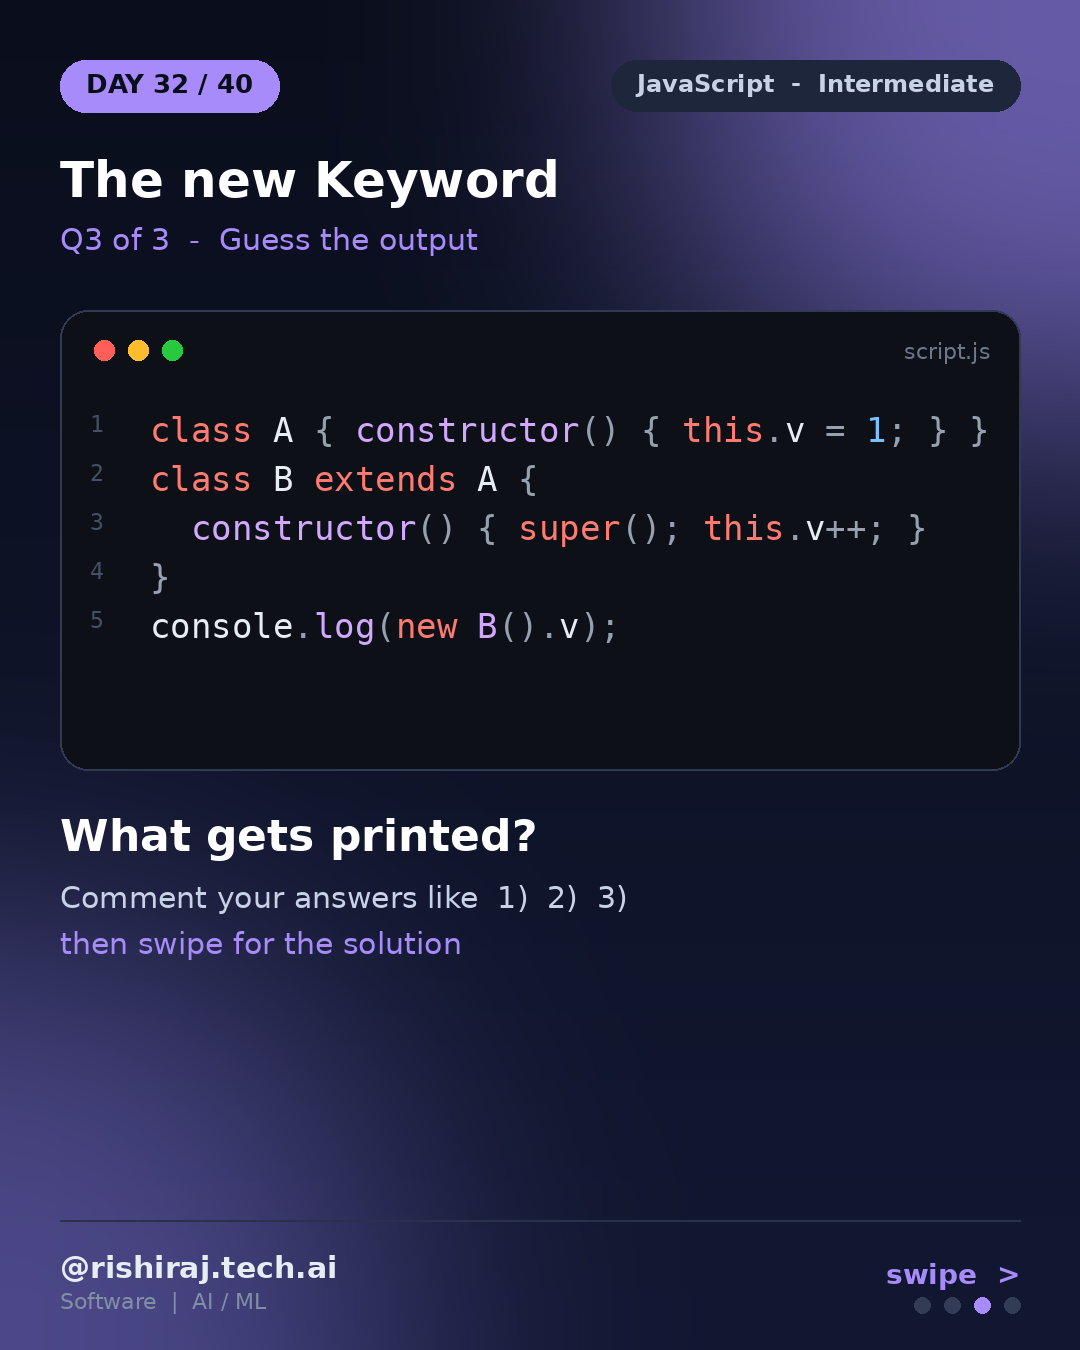 DAY 32 / 40
JavaScript - Intermediate
The new Keyword
Q3 of 3 - Guess the output
script.js
1 class A { constructor() { this.v = 1; } }
2 class B extends A {
3   constructor() { super(); this.v++; }
4 }
5 console.log(new B().v);
What gets printed?
Comment your answers like 1) 2) 3)
then swipe for the solution
@rishiraj.tech.ai
Software | AI / ML
swipe >